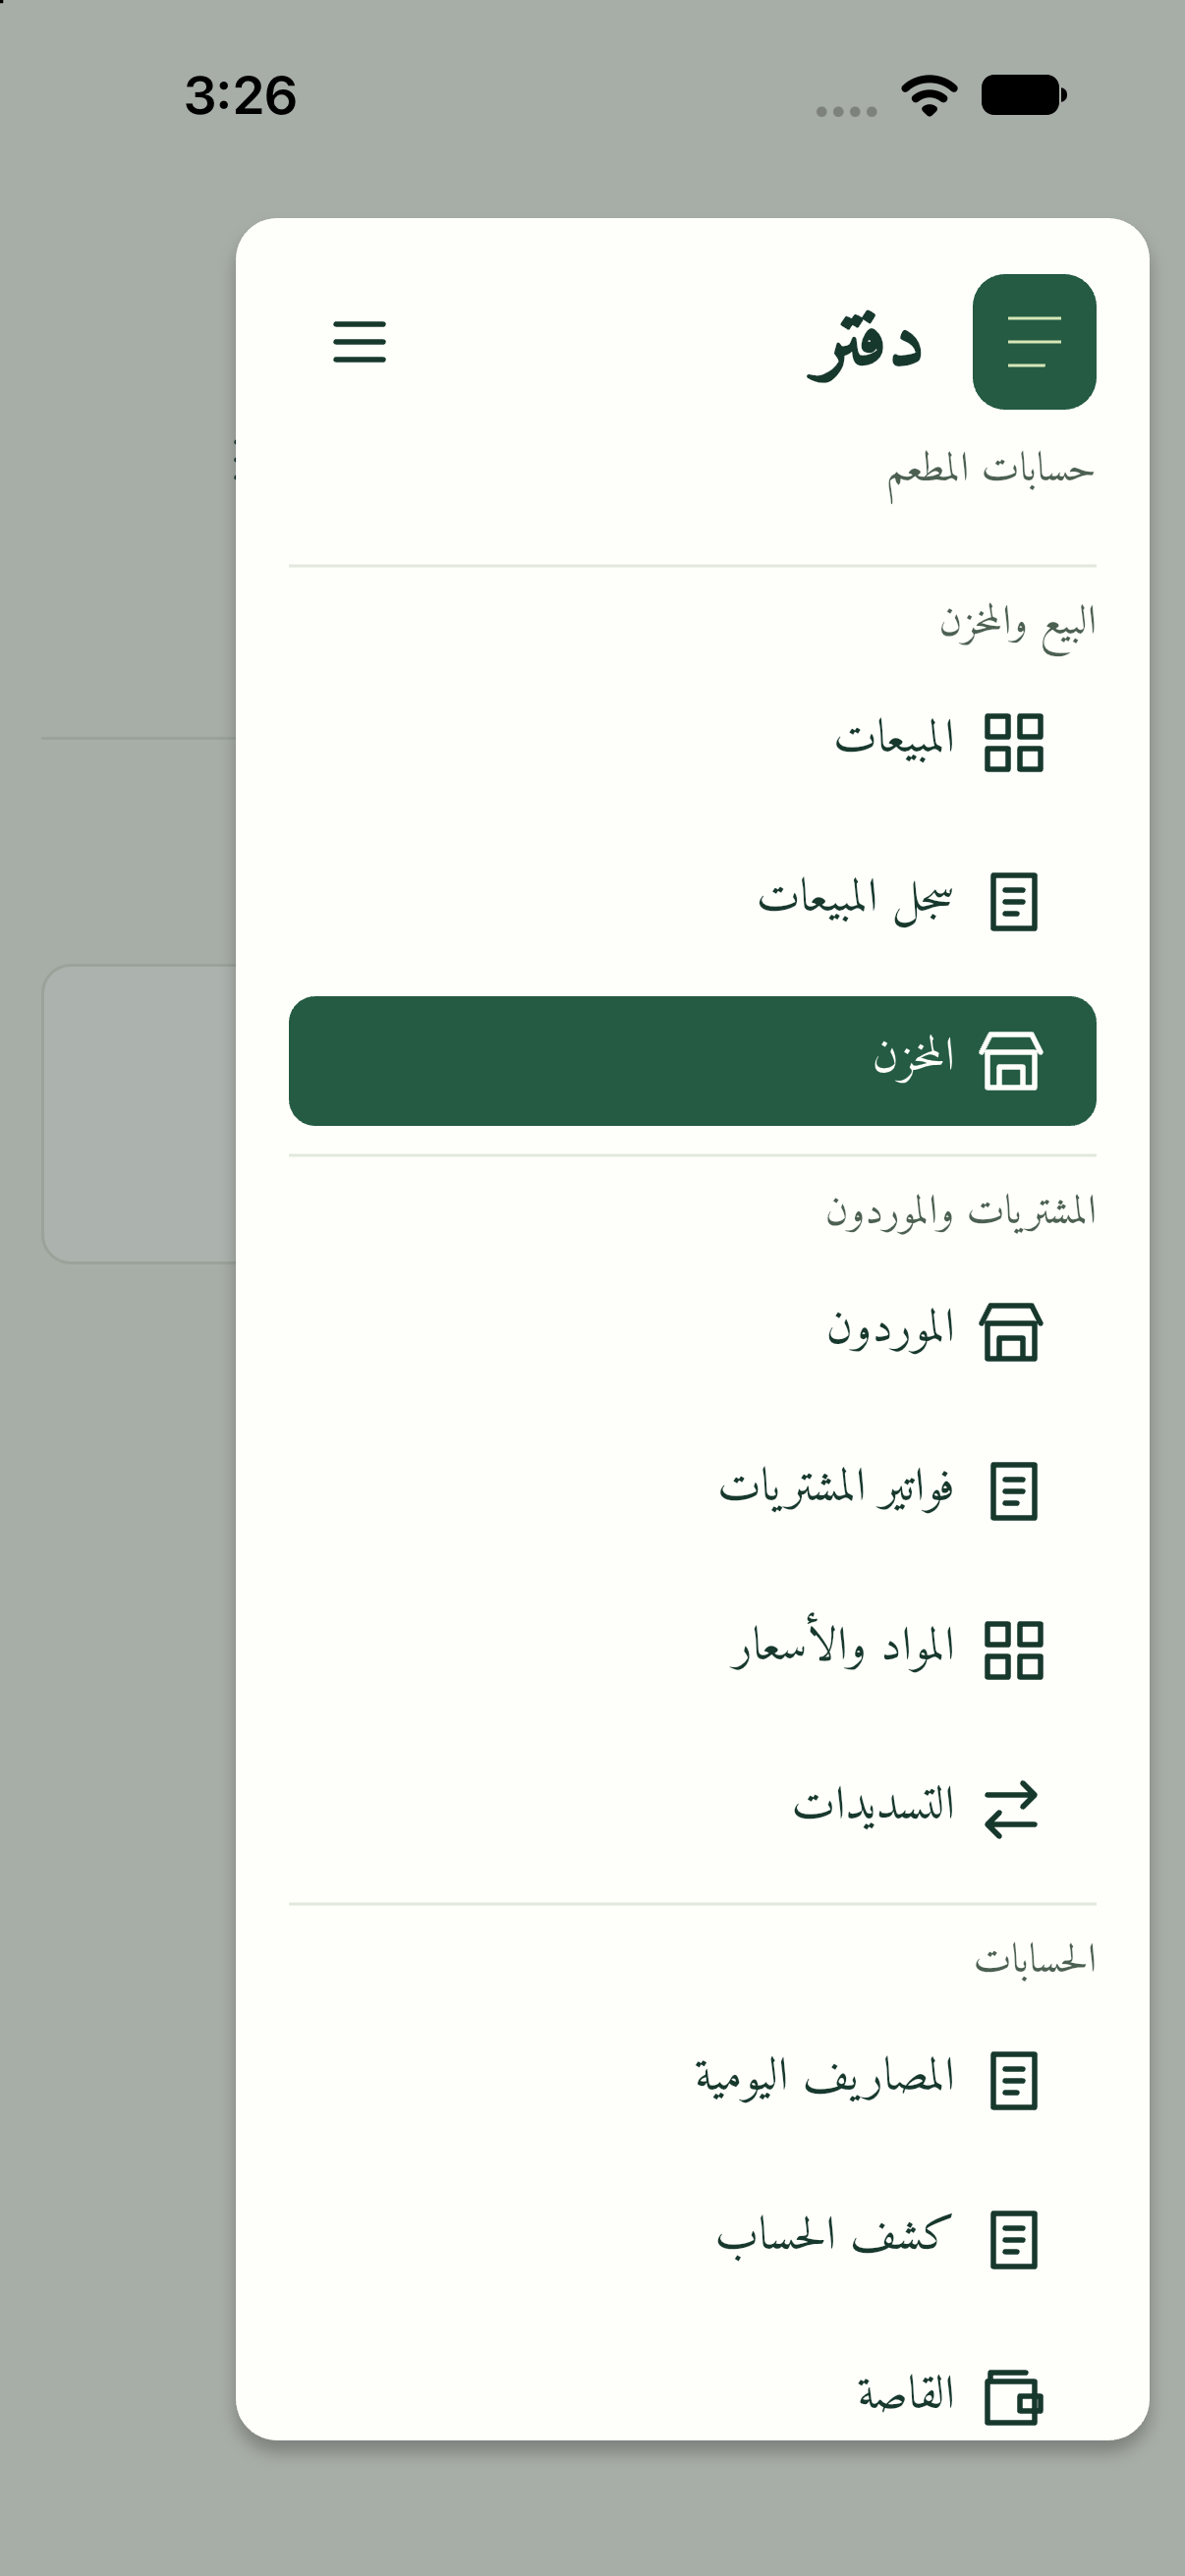 3:26
دفتر
حسابات المطعم
البيع والمخزن
المبيعات
سجل المبيعات
المخزن
المشتريات والموردون
الموردون
فواتير المشتريات
المواد والأسعار
التسديدات
الحسابات
المصاريف اليومية
كشف الحساب
القاصة